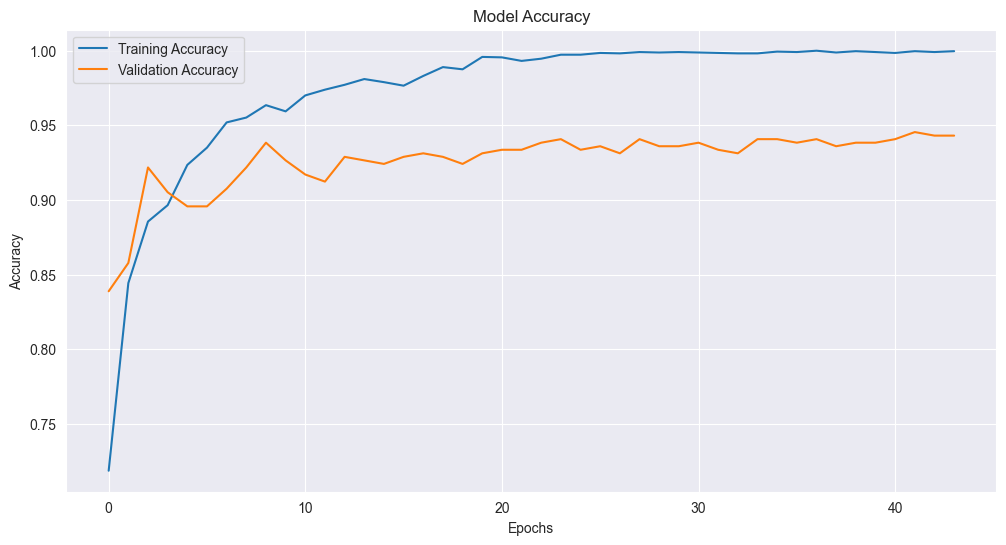 Model Accuracy
Training Accuracy
Validation Accuracy
1.00
0.95
0.90
0.85
0.80
0.75
Accuracy
0 10 20 30 40
Epochs